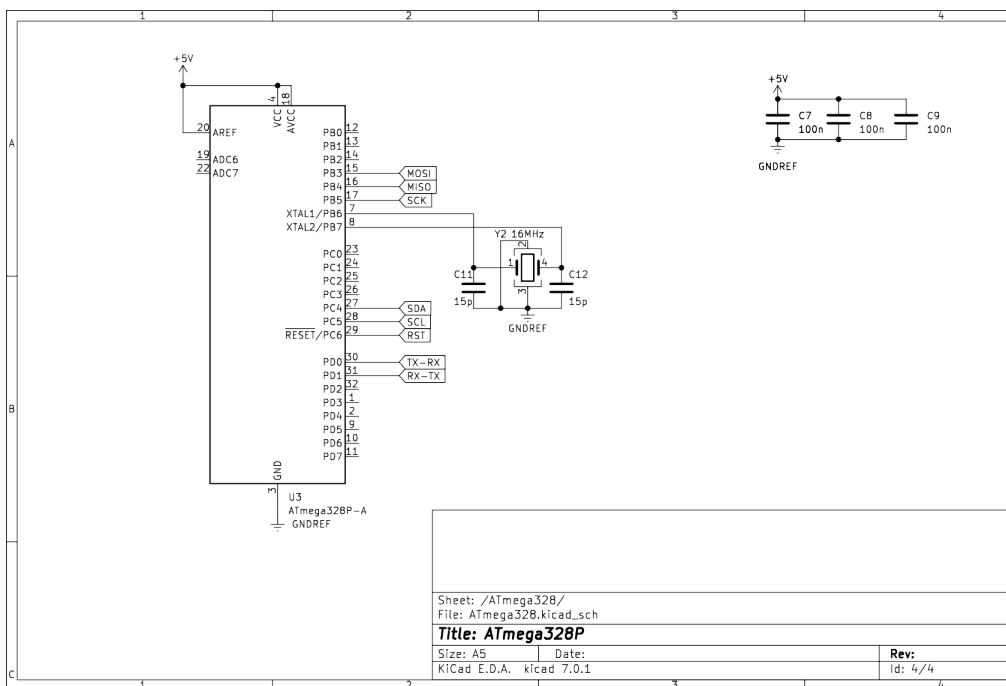 1 2 3 4
A
B
C
+5V
4 VCC
18 AVCC
20 AREF
19 ADC6
22 ADC7
PB0 12
PB1 13
PB2 14
PB3 15 MOSI
PB4 16 MISO
PB5 17 SCK
XTAL1/PB6 7
XTAL2/PB7 8
PC0 23
PC1 24
PC2 25
PC3 26
PC4 27 SDA
PC5 28 SCL
RESET/PC6 29 RST
PD0 30 TX-RX
PD1 31 RX-TX
PD2 32
PD3 1
PD4 2
PD5 9
PD6 10
PD7 11
3 GND
U3
ATmega328P-A
GNDREF
Y2 16MHz
1 2 3 4
C11
15p
C12
15p
GNDREF
+5V
C7
100n
C8
100n
C9
100n
GNDREF
Sheet: /ATmega328/
File: ATmega328.kicad_sch
Title: ATmega328P
Size: A5 Date: Rev:
KiCad E.D.A. kicad 7.0.1 Id: 4/4
1 2 3 4